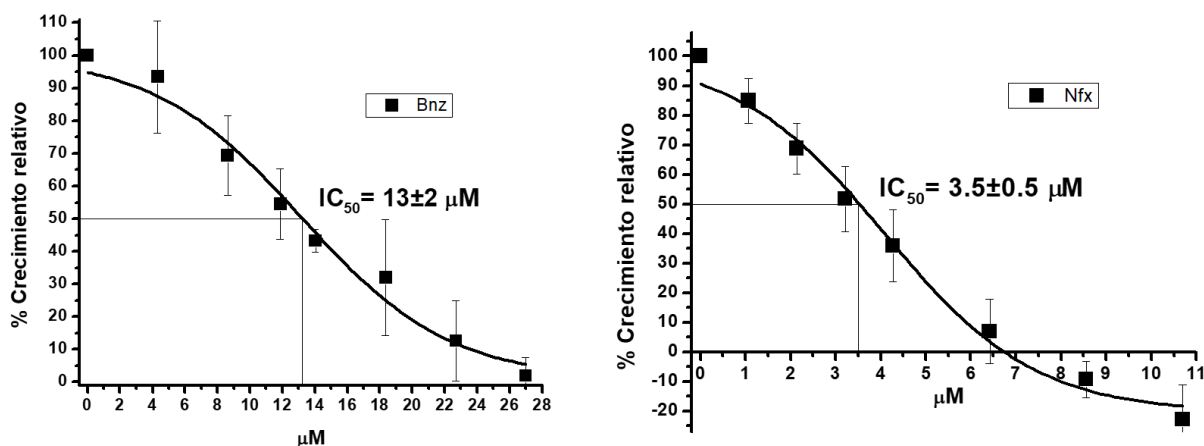 110
100
90
80
70
60
50
40
30
20
10
0
% Crecimiento relativo
Bnz
IC50= 13±2 μM
0 2 4 6 8 10 12 14 16 18 20 22 24 26 28
μM
100
90
80
70
60
50
40
30
20
10
0
-10
-20
% Crecimiento relativo
Nfx
IC50= 3.5±0.5 μM
0 1 2 3 4 5 6 7 8 9 10 11
μM